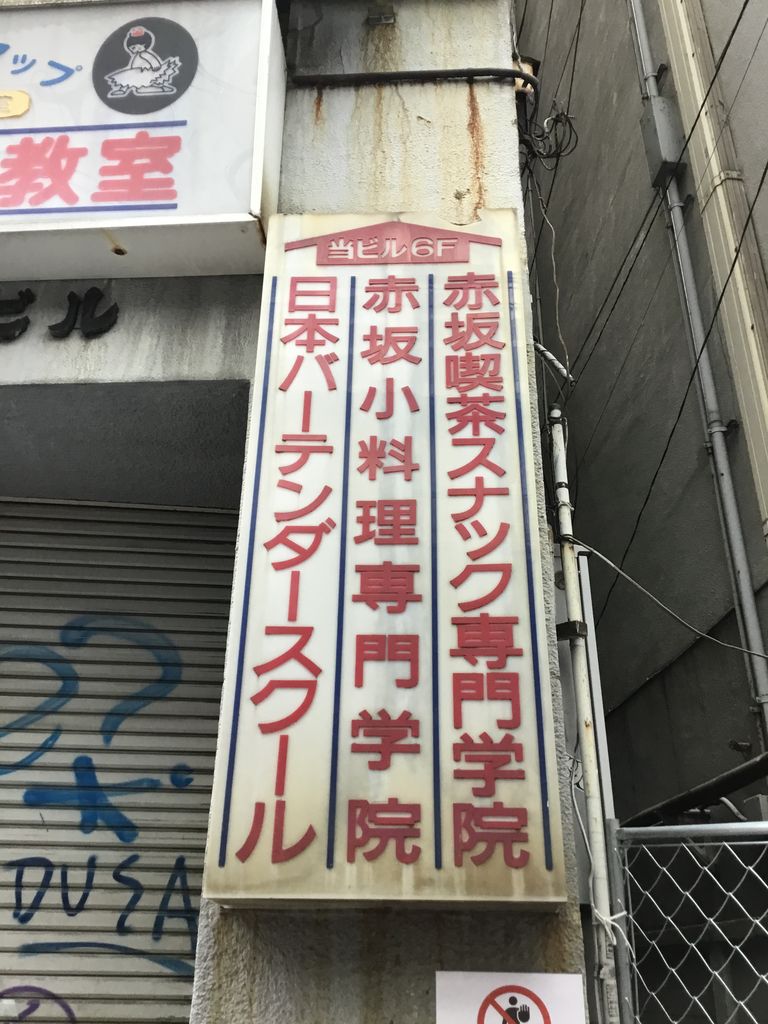 ップ
教室
ビル
当ビル6F
赤坂喫茶スナック専門学院
赤坂小料理専門学院
日本バーテンダースクール